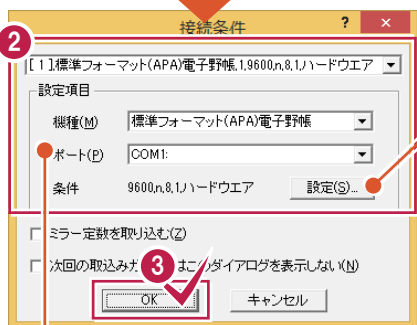 接続条件 ? ×
2
[ 1 ]標準フォーマット(APA)電子野帳,1,9600,n,8,1,ハードウエア
設定項目
機種(M) 標準フォーマット(APA)電子野帳
ポート(P) COM1:
条件 9600,n,8,1,ハードウエア 設定(S)...
ミラー定数を取り込む(Z)
次回の取込み はこのダイアログを表示しない(N)
3
OK キャンセル